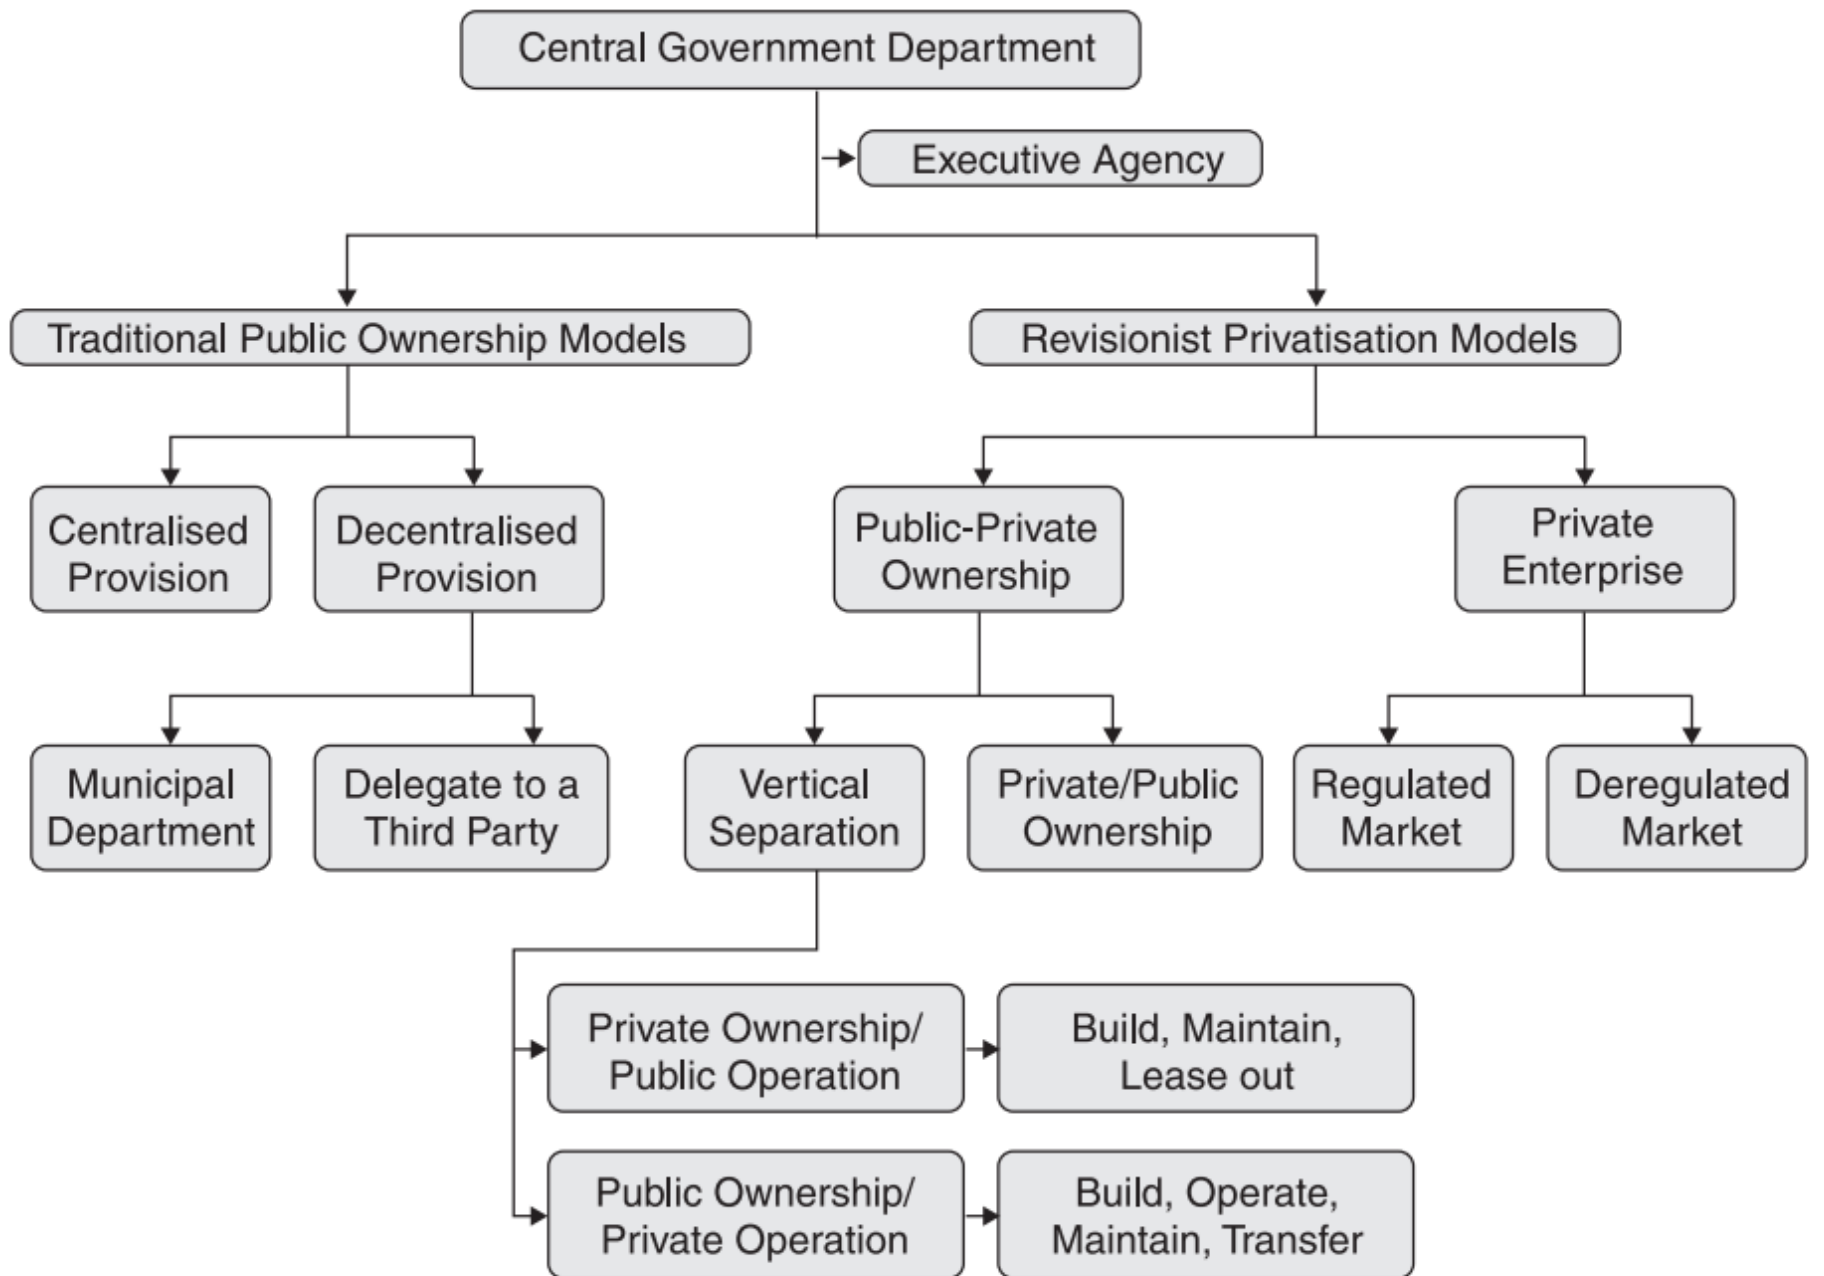 Central Government Department
Executive Agency
Traditional Public Ownership Models
Revisionist Privatisation Models
Centralised
Provision
Decentralised
Provision
Public-Private
Ownership
Private
Enterprise
Municipal
Department
Delegate to a
Third Party
Vertical
Separation
Private/Public
Ownership
Regulated
Market
Deregulated
Market
Private Ownership/
Public Operation
Build, Maintain,
Lease out
Public Ownership/
Private Operation
Build, Operate,
Maintain, Transfer